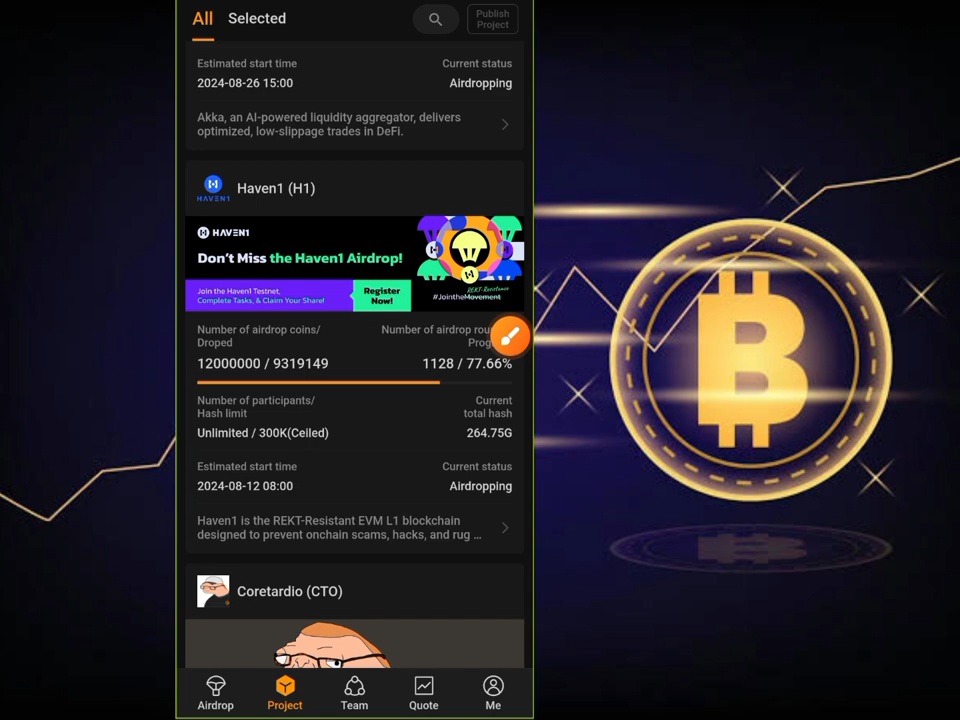 All Selected
Publish
Project
Estimated start time Current status
2024-08-26 15:00 Airdropping
Akka, an AI-powered liquidity aggregator, delivers
optimized, low-slippage trades in DeFi.
HAVEN1
Haven1 (H1)
HAVEN1
Don't Miss the Haven1 Airdrop!
Join the Haven1 Testnet,
Complete Tasks, & Claim Your Share!
Register
Now!
REKT-Resistance
#JointheMovement
Number of airdrop coins/ Number of airdrop
Droped
12000000 / 9319149 1128 / 77.66%
Number of participants/ Current
Hash limit total hash
Unlimited / 300K(Ceiled) 264.75G
Estimated start time Current status
2024-08-12 08:00 Airdropping
Haven1 is the REKT-Resistant EVM L1 blockchain
designed to prevent onchain scams, hacks, and rug ...
Coretardio (CTO)
Airdrop Project Team Quote Me